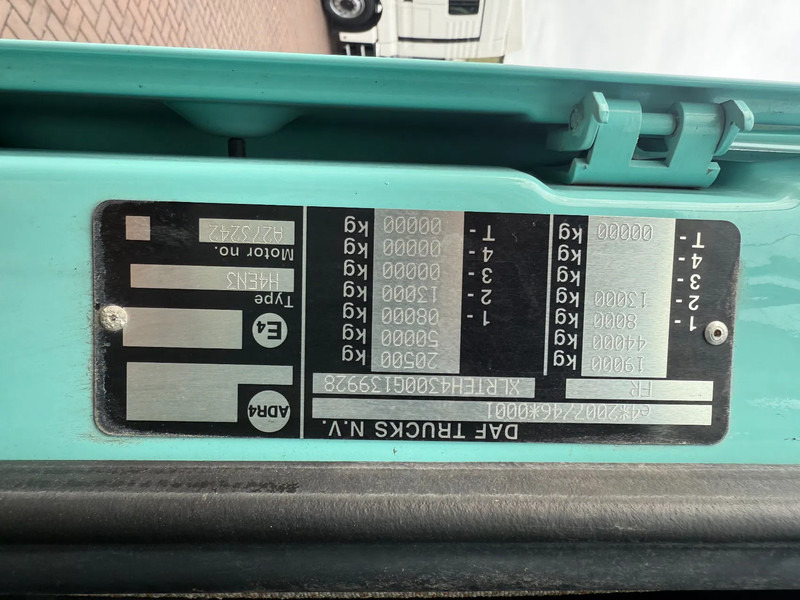 DAF TRUCKS N.V.
e4*2007/46*0001
FR XLRTEH4300G139928
19000 kg 20500 kg
44000 kg 50000 kg
1- 8000 kg 1- 08000 kg
2- 13000 kg 2- 13000 kg
3- kg 3- 00000 kg
4- kg 4- 00000 kg
T- 00000 kg T- 00000 kg
ADR4
E4
Type
H4EN3
Motor no.
A273242